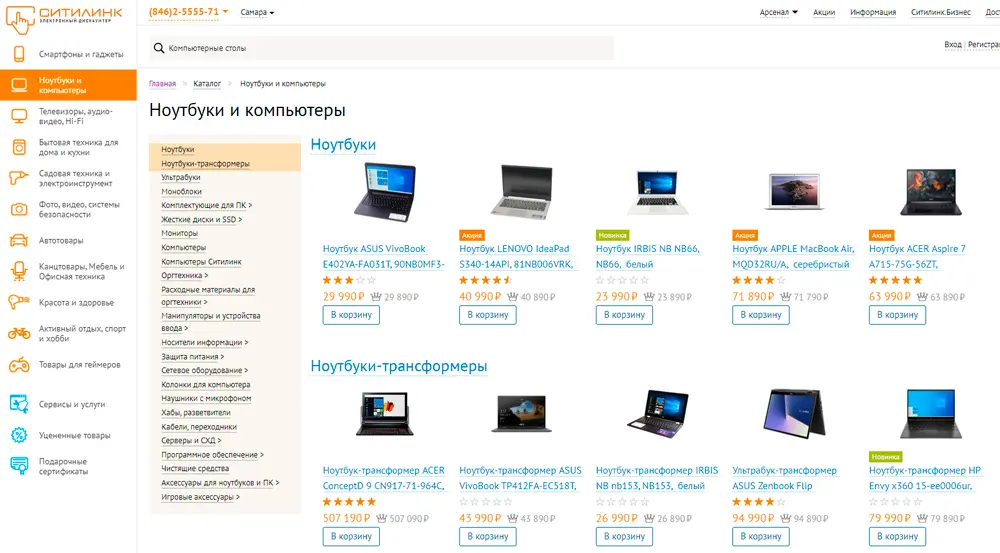 СИТИЛИНК
ЭЛЕКТРОННЫЙ ДИСКАУНТЕР
(846)2-5555-71
Самара
Арсенал
Акции
Информация
Ситилинк.Бизнес
Дост
Компьютерные столы
Вход | Регистра
Смартфоны и гаджеты
Ноутбуки и
компьютеры
Телевизоры, аудио-
видео, Hi-Fi
Бытовая техника для
дома и кухни
Садовая техника и
электроинструмент
Фото, видео, системы
безопасности
Автотовары
Канцтовары, Мебель и
Офисная техника
Красота и здоровье
Активный отдых, спорт
и хобби
Товары для геймеров
Сервисы и услуги
Уцененные товары
Подарочные
сертификаты
Главная > Каталог > Ноутбуки и компьютеры
Ноутбуки и компьютеры
Ноутбуки
Ноутбуки-трансформеры
Ультрабуки
Моноблоки
Комплектующие для ПК >
Жесткие диски и SSD >
Мониторы
Компьютеры
Компьютеры Ситилинк
Оргтехника >
Расходные материалы для
оргтехники >
Манипуляторы и устройства
ввода >
Носители информации >
Защита питания >
Сетевое оборудование >
Колонки для компьютера
Наушники с микрофоном
Хабы, разветвители
Кабели, переходники
Серверы и СХД >
Программное обеспечение >
Чистящие средства
Аксессуары для ноутбуков и ПК >
Игровые аксессуары >
Ноутбуки
Ноутбук ASUS VivoBook
E402YA-FA031T, 90NB0MF3-
29 990 ₽ 29 890 ₽
В корзину
Акция
Ноутбук LENOVO IdeaPad
S340-14API, 81NB006VRK,
40 990 ₽ 40 890 ₽
В корзину
Новинка
Ноутбук IRBIS NB NB66,
NB66, белый
23 990 ₽ 23 890 ₽
В корзину
Акция
Ноутбук APPLE MacBook Air,
MQD32RU/A, серебристый
71 890 ₽ 71 790 ₽
В корзину
Акция
Ноутбук ACER Aspire 7
A715-75G-56ZT,
63 990 ₽ 63 890 ₽
В корзину
Ноутбуки-трансформеры
Ноутбук-трансформер ACER
ConceptD 9 CN917-71-964C,
507 190 ₽ 507 090 ₽
В корзину
Ноутбук-трансформер ASUS
VivoBook TP412FA-EC518T,
43 990 ₽ 43 890 ₽
В корзину
Ноутбук-трансформер IRBIS
NB nb153, NB153, белый
26 990 ₽ 26 890 ₽
В корзину
Ультрабук-трансформер
ASUS Zenbook Flip
94 990 ₽ 94 890 ₽
В корзину
Новинка
Ноутбук-трансформер HP
Envy x360 15-ee0006ur,
79 990 ₽ 79 890 ₽
В корзину